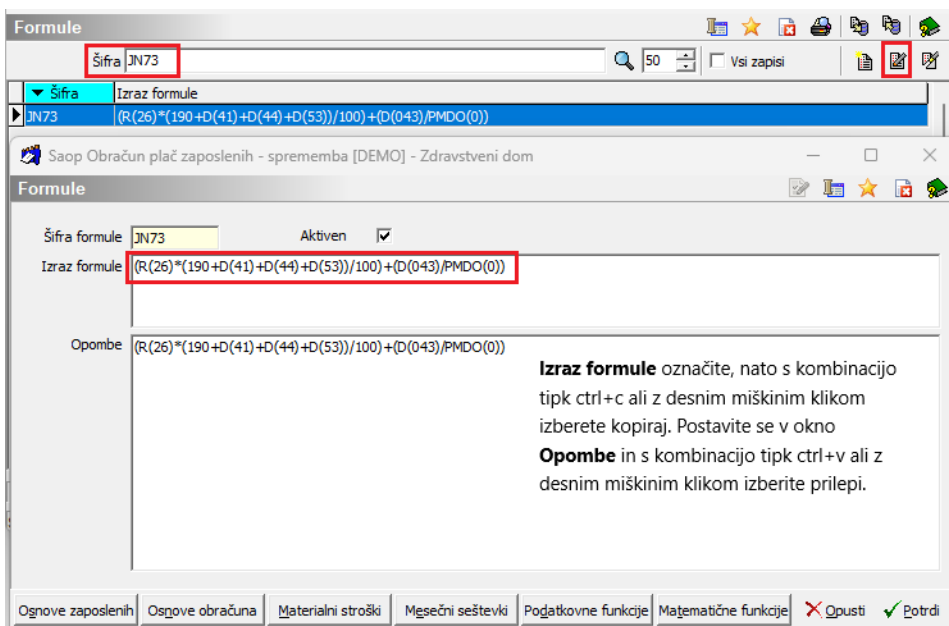 Formule
Šifra JN73 50 Vsi zapisi
Šifra Izraz formule
JN73 (R(26)*(190+D(41)+D(44)+D(53))/100)+(D(043)/PMDO(0))
Saop Obračun plač zaposlenih - sprememba [DEMO] - Zdravstveni dom
Formule
Šifra formule JN73 Aktiven
Izraz formule (R(26)*(190+D(41)+D(44)+D(53))/100)+(D(043)/PMDO(0))
Opombe (R(26)*(190+D(41)+D(44)+D(53))/100)+(D(043)/PMDO(0))
Izraz formule označite, nato s kombinacijo
tipk ctrl+c ali z desnim miškinim klikom
izberete kopiraj. Postavite se v okno
Opombe in s kombinacijo tipk ctrl+v ali z
desnim miškinim klikom izberite prilepi.
Osnove zaposlenih Osnove obračuna Materialni stroški Mesečni seštevki Podatkovne funkcije Matematične funkcije Opusti Potrdi